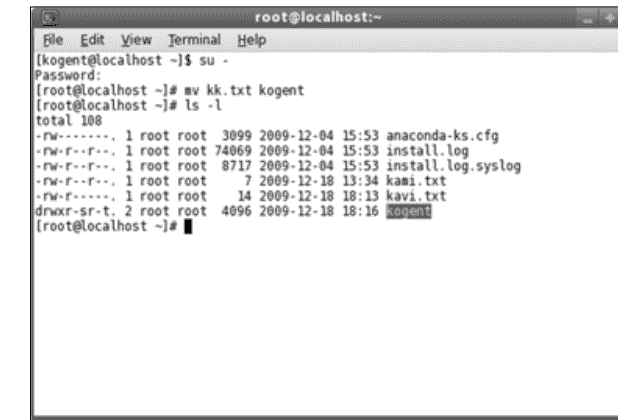 root@localhost:~
File Edit View Terminal Help
[kogent@localhost ~]$ su -
Password:
[root@localhost ~]# mv kk.txt kogent
[root@localhost ~]# ls -l
total 108
-rw-------. 1 root root 3099 2009-12-04 15:53 anaconda-ks.cfg
-rw-r--r--. 1 root root 74069 2009-12-04 15:53 install.log
-rw-r--r--. 1 root root 8717 2009-12-04 15:53 install.log.syslog
-rw-r--r--. 1 root root 7 2009-12-18 13:34 kami.txt
-rw-r-----. 1 root root 14 2009-12-18 18:13 kavi.txt
drwxr-sr-t. 2 root root 4096 2009-12-18 18:16 kogent
[root@localhost ~]#